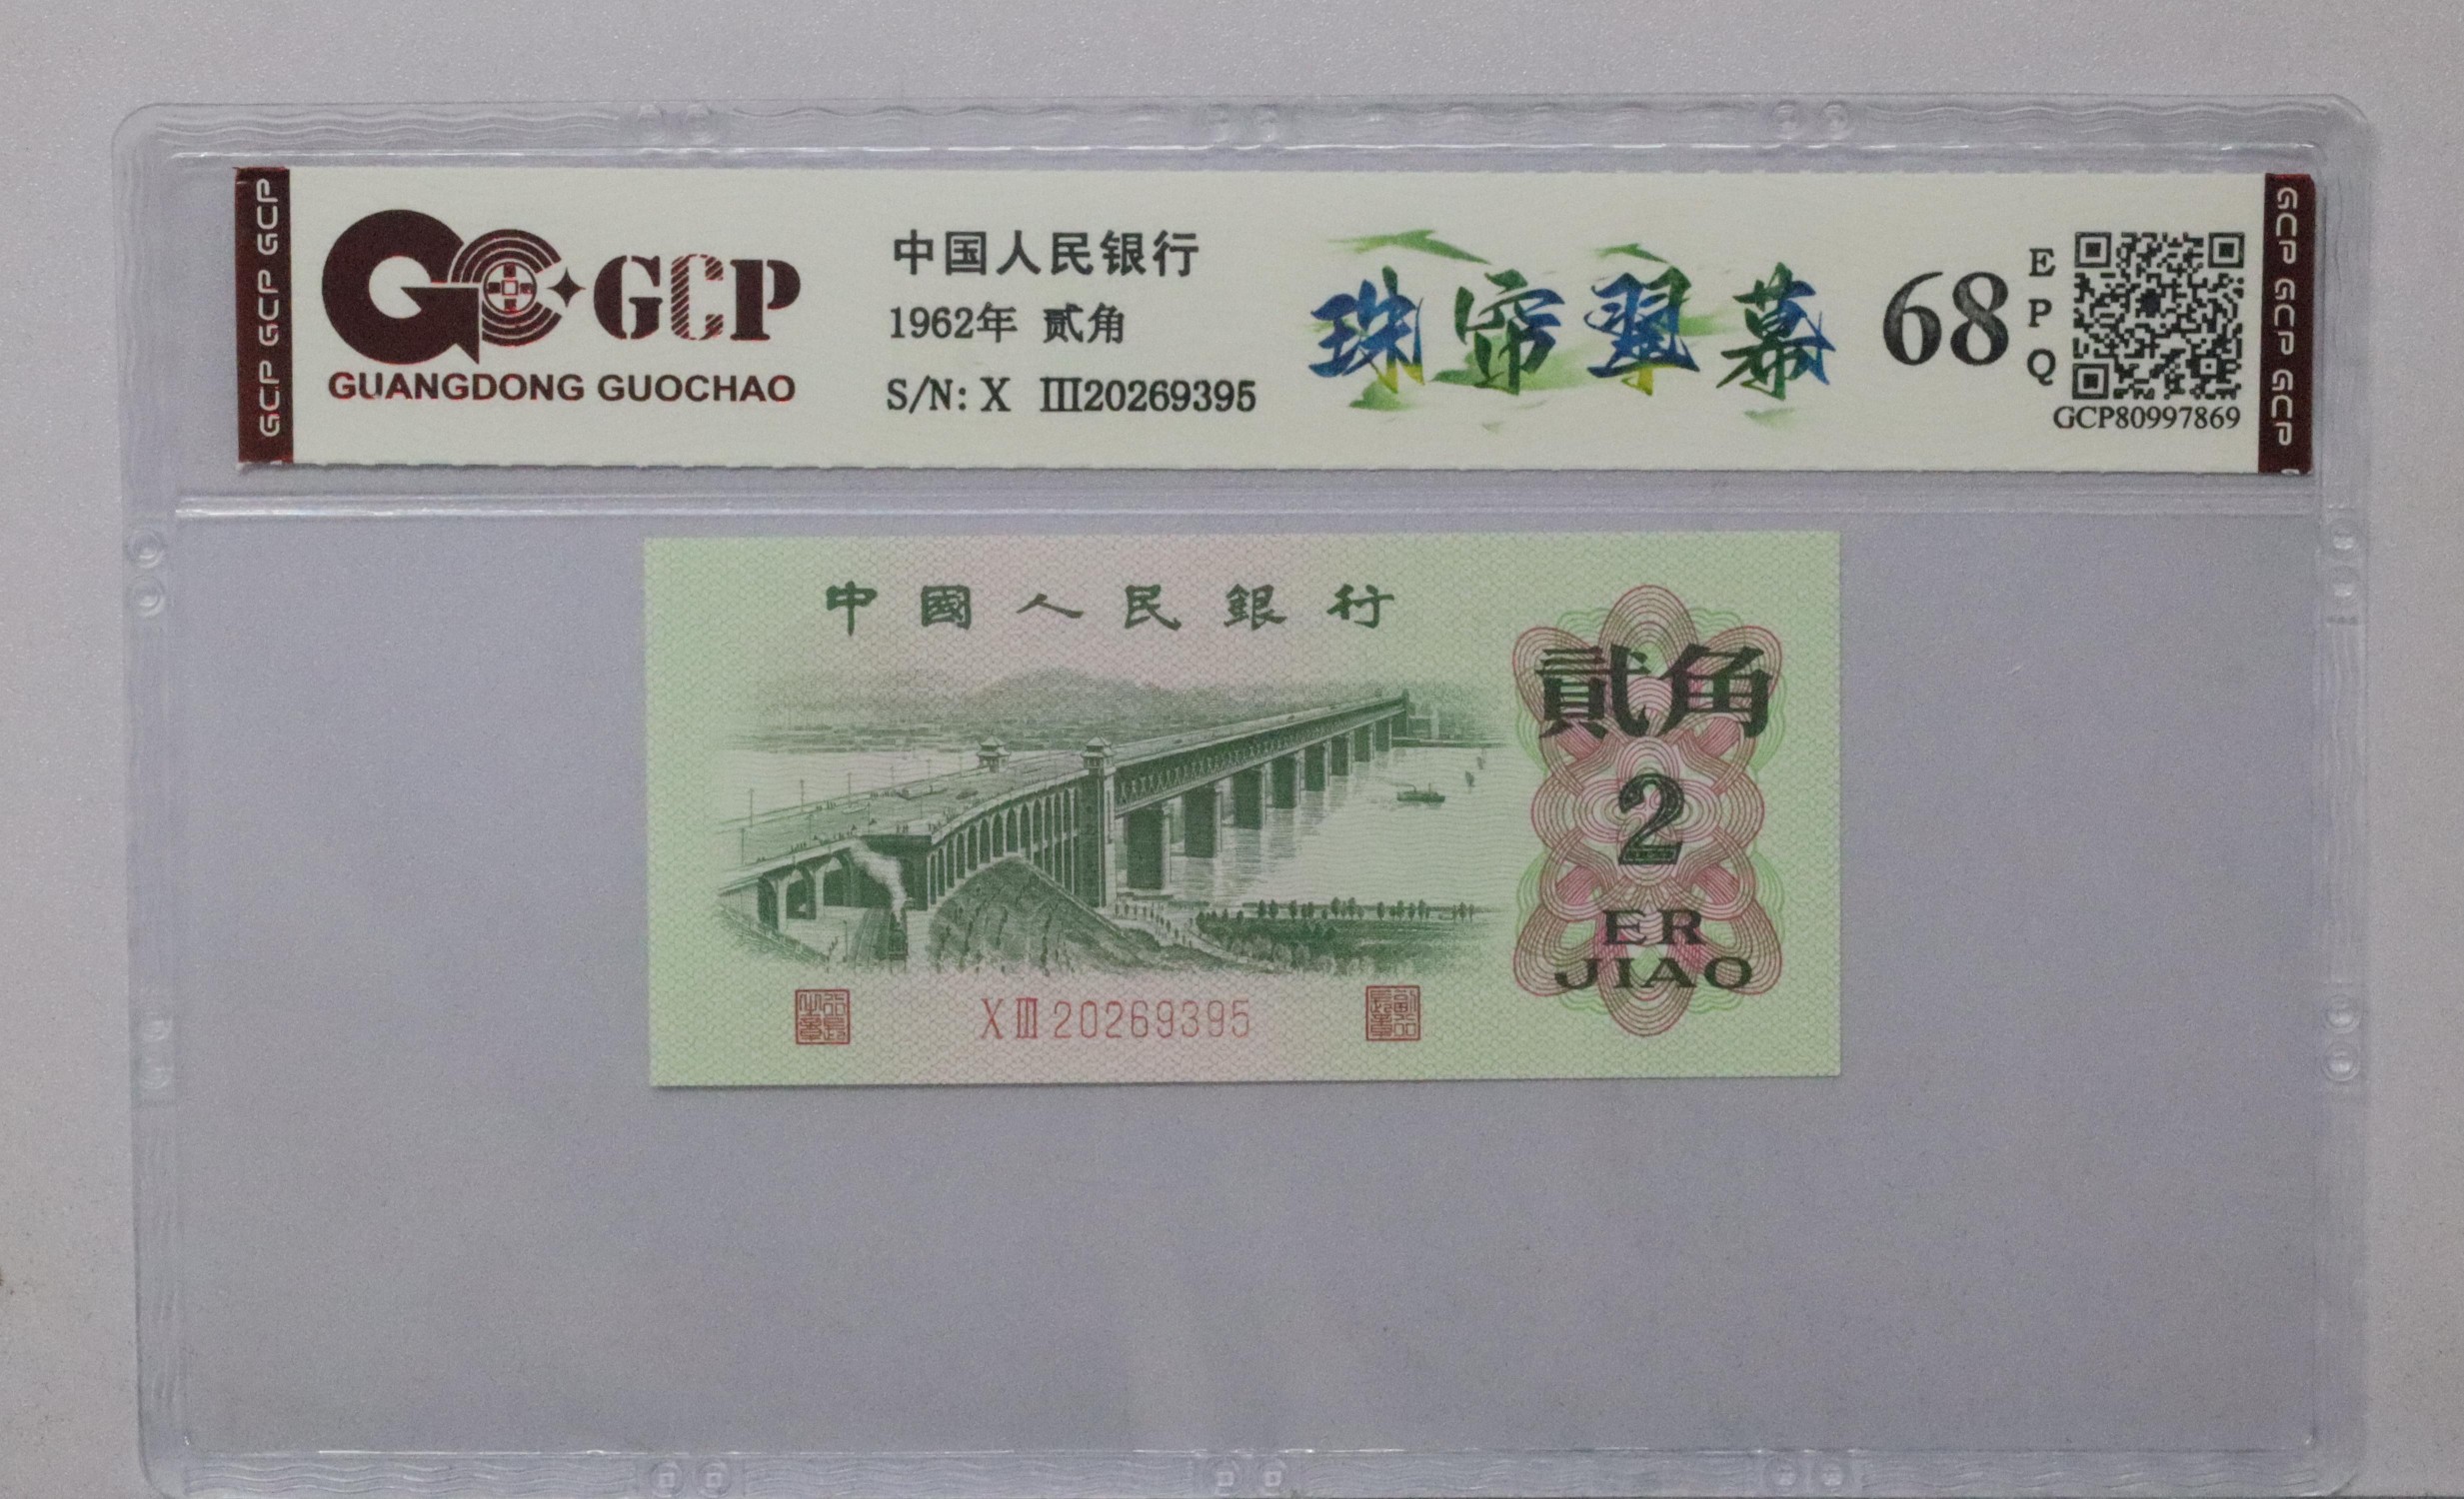 GCP GCP GCP
GCP
GUANGDONG GUOCHAO
中国人民银行
1962年 贰角
S/N: X Ⅲ20269395
珠帘翠幕
68
EPQ
GCP80997869
GCP GCP GCP
中國人民銀行
貳角
2
ER
JIAO
XⅢ20269395